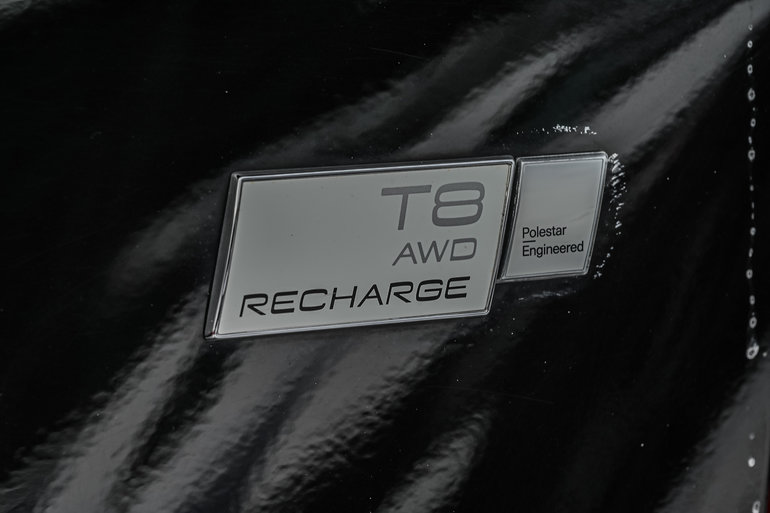 T8
AWD
RECHARGE
Polestar
Engineered